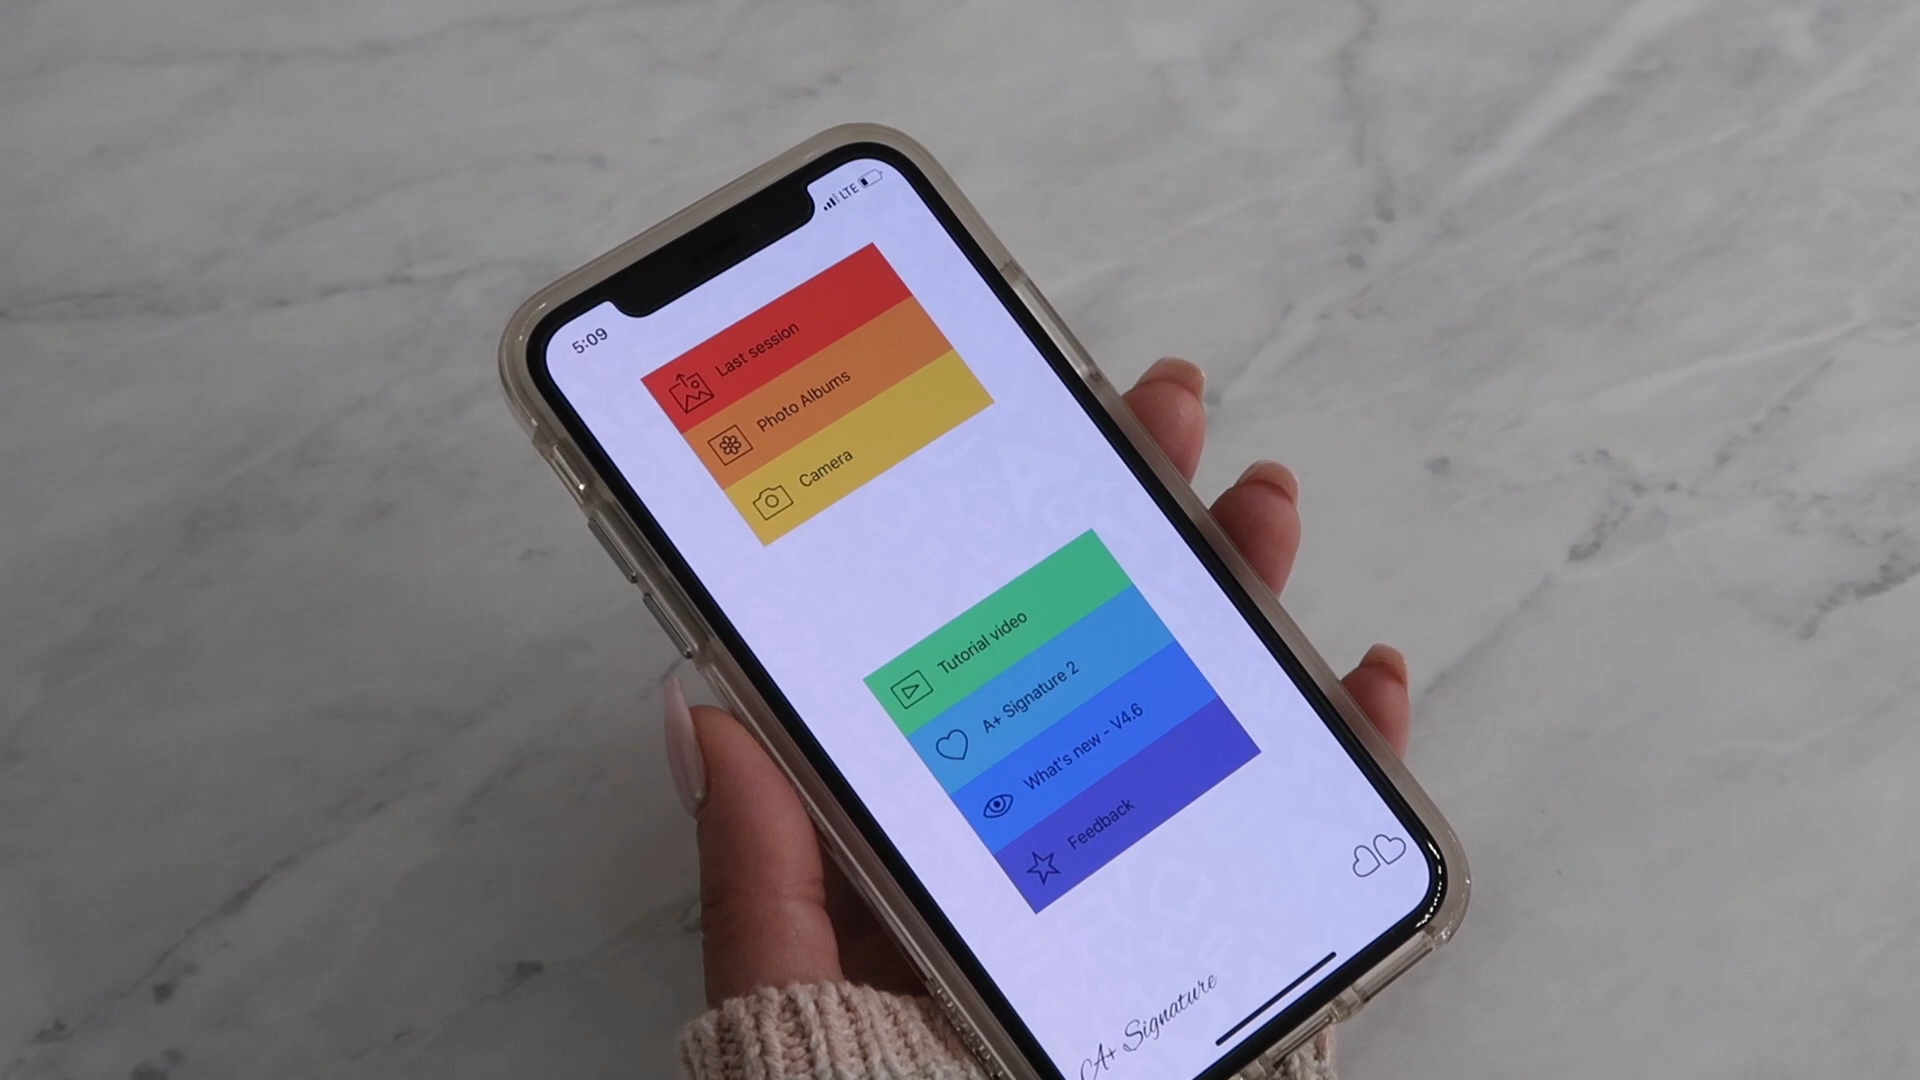 5:09
LTE
Last session
Photo Albums
Camera
Tutorial video
A+ Signature 2
What's new - V4.6
Feedback
A+ Signature